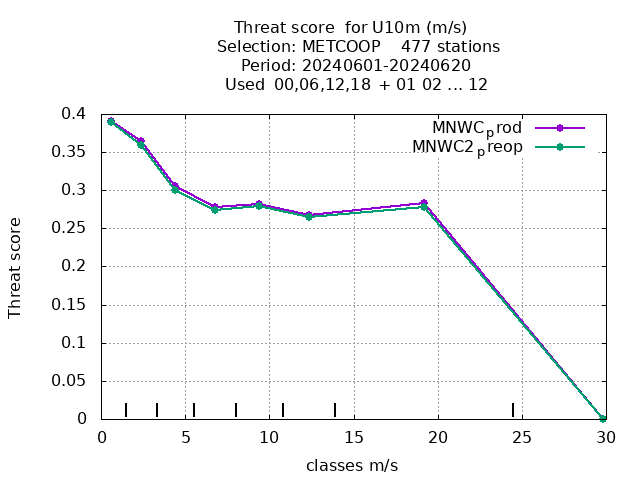 Threat score  for U10m (m/s)
Selection: METCOOP    477 stations
Period: 20240601-20240620
Used  00,06,12,18  + 01 02 ... 12
MNWCprod
MNWC2preop
0.4
0.35
0.3
0.25
0.2
0.15
0.1
0.05
0
0 5 10 15 20 25 30
Threat score
classes m/s